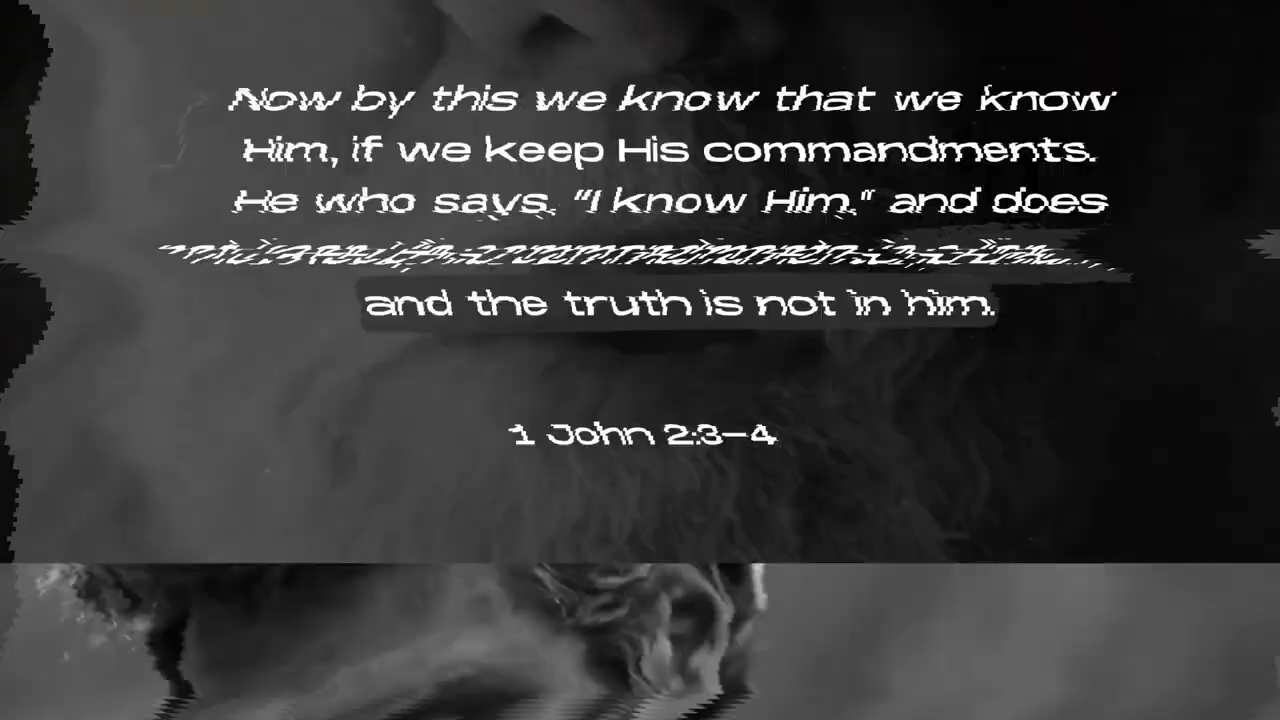 Now by this we know that we know
Him, if we keep His commandments.
He who says, "I know Him," and does
and the truth is not in him.
1 John 2:3–4